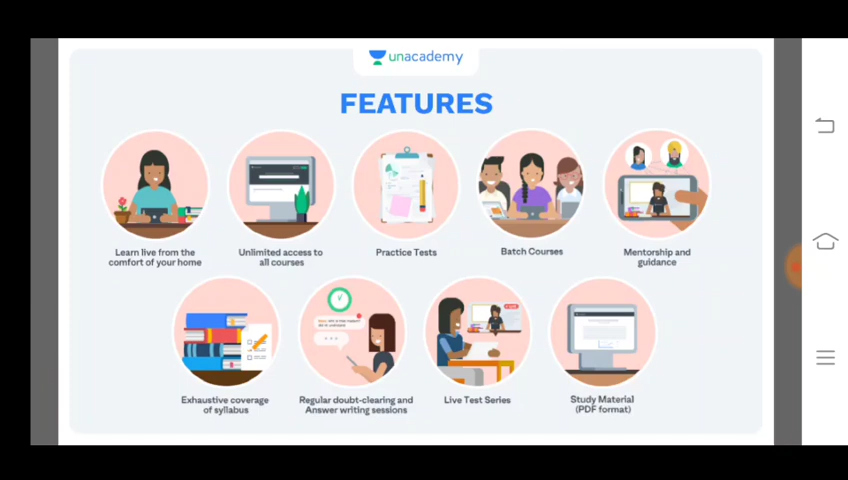 unacademy
FEATURES
Learn live from the
comfort of your home
Unlimited access to
all courses
Practice Tests
Batch Courses
Mentorship and
guidance
Exhaustive coverage
of syllabus
Regular doubt-clearing and
Answer writing sessions
Live Test Series
Study Material
(PDF format)